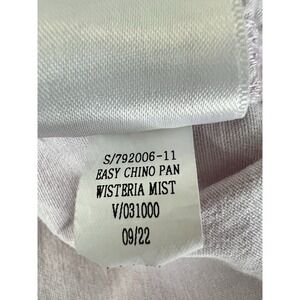 S/792006-11
EASY CHINO PAN
WISTERIA MIST
V/031000
09/22